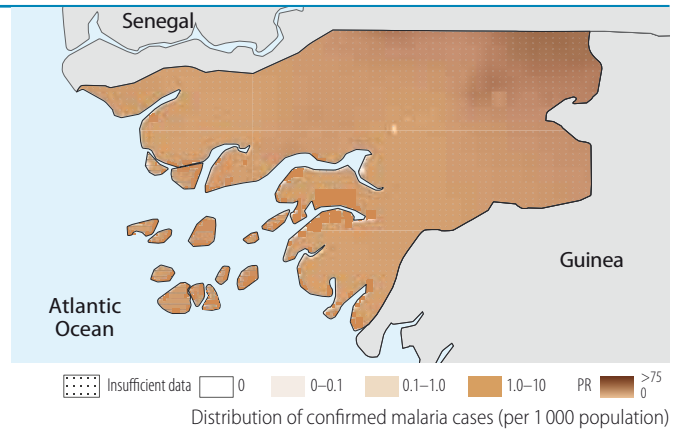 Senegal
Guinea
Atlantic
Ocean
Insufficient data 0 0–0.1 0.1–1.0 1.0–10 PR >75
0
Distribution of confirmed malaria cases (per 1 000 population)